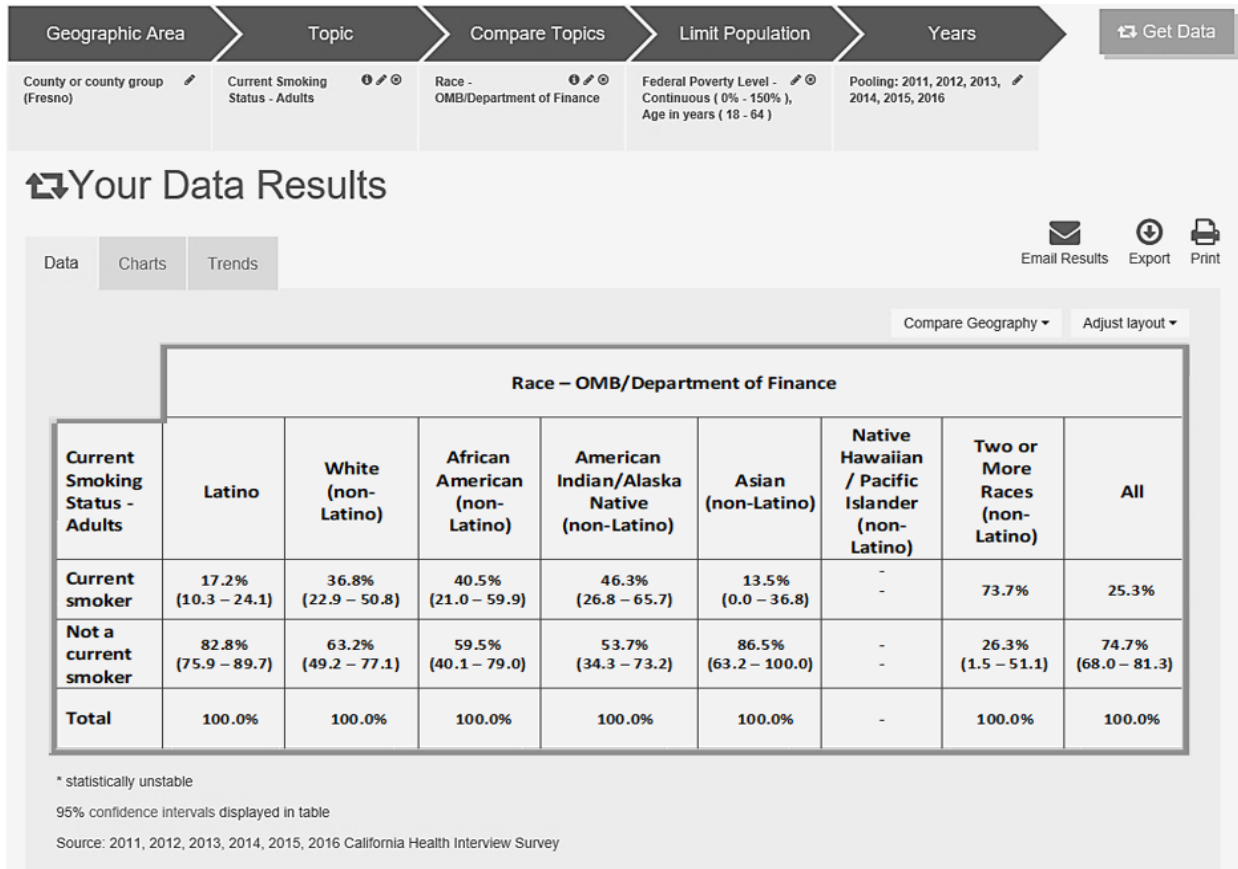 Geographic Area
Topic
Compare Topics
Limit Population
Years
Get Data
County or county group
(Fresno)
Current Smoking
Status - Adults
Race -
OMB/Department of Finance
Federal Poverty Level -
Continuous ( 0% - 150% ),
Age in years ( 18 - 64 )
Pooling: 2011, 2012, 2013,
2014, 2015, 2016
Your Data Results
Email Results
Export
Print
Data
Charts
Trends
Compare Geography
Adjust layout
Race – OMB/Department of Finance
Current
Smoking
Status -
Adults
Latino
White
(non-
Latino)
African
American
(non-
Latino)
American
Indian/Alaska
Native
(non-Latino)
Asian
(non-Latino)
Native
Hawaiian
/ Pacific
Islander
(non-
Latino)
Two or
More
Races
(non-
Latino)
All
Current
smoker
17.2%
(10.3 – 24.1)
36.8%
(22.9 – 50.8)
40.5%
(21.0 – 59.9)
46.3%
(26.8 – 65.7)
13.5%
(0.0 – 36.8)
-
-
73.7%
25.3%
Not a
current
smoker
82.8%
(75.9 – 89.7)
63.2%
(49.2 – 77.1)
59.5%
(40.1 – 79.0)
53.7%
(34.3 – 73.2)
86.5%
(63.2 – 100.0)
-
-
26.3%
(1.5 – 51.1)
74.7%
(68.0 – 81.3)
Total
100.0%
100.0%
100.0%
100.0%
100.0%
-
100.0%
100.0%
* statistically unstable
95% confidence intervals displayed in table
Source: 2011, 2012, 2013, 2014, 2015, 2016 California Health Interview Survey